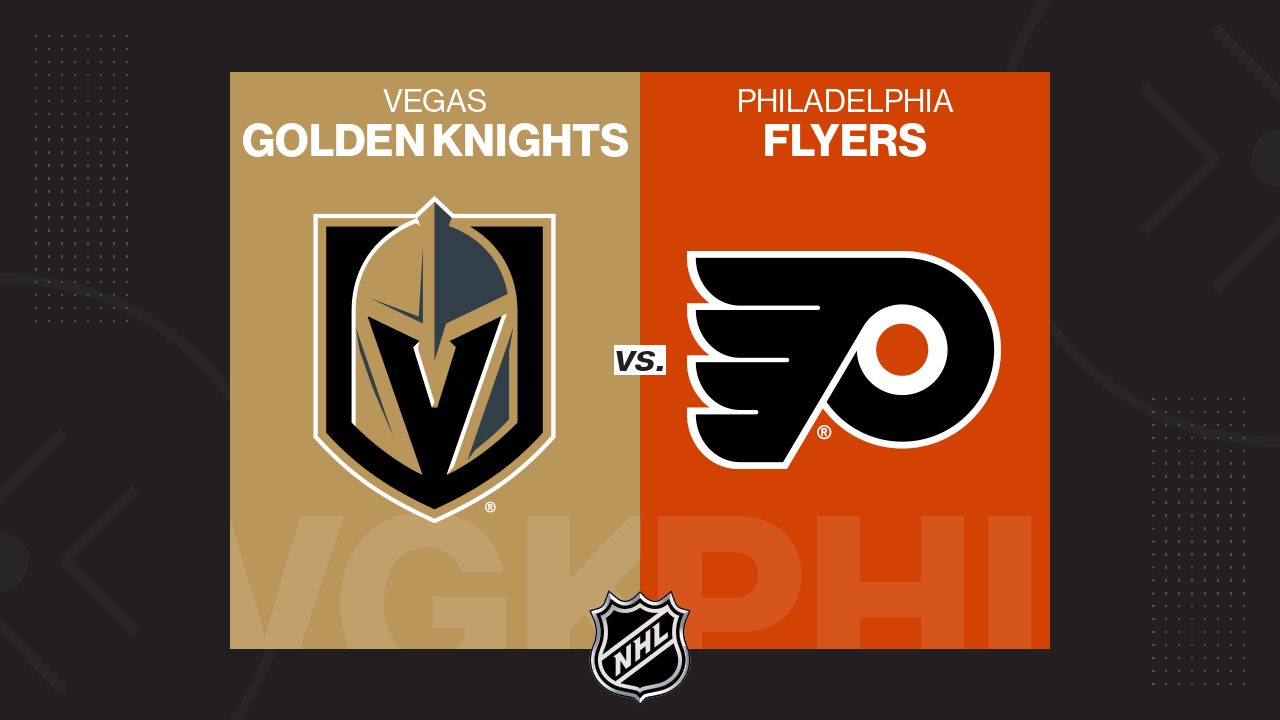 VEGAS
GOLDEN KNIGHTS
PHILADELPHIA
FLYERS
vs.
®
®
VGK
PHI
NHL